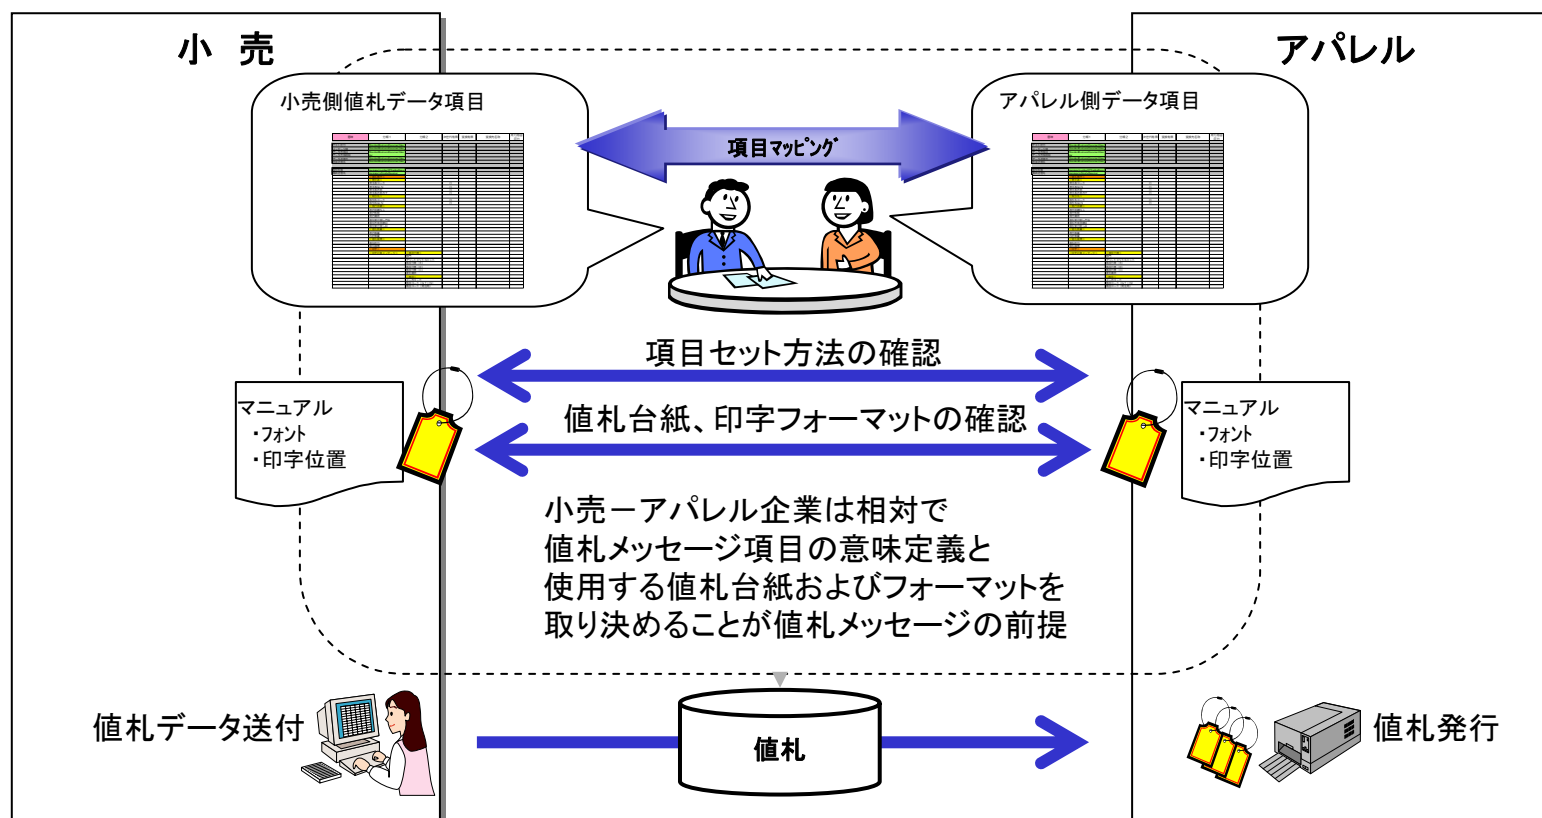 小 売
アパレル
小売側値札データ項目
アパレル側データ項目
項目マッピング
項目セット方法の確認
値札台紙、印字フォーマットの確認
マニュアル
・フォント
・印字位置
マニュアル
・フォント
・印字位置
小売－アパレル企業は相対で
値札メッセージ項目の意味定義と
使用する値札台紙およびフォーマットを
取り決めることが値札メッセージの前提
値札データ送付
値札
値札発行